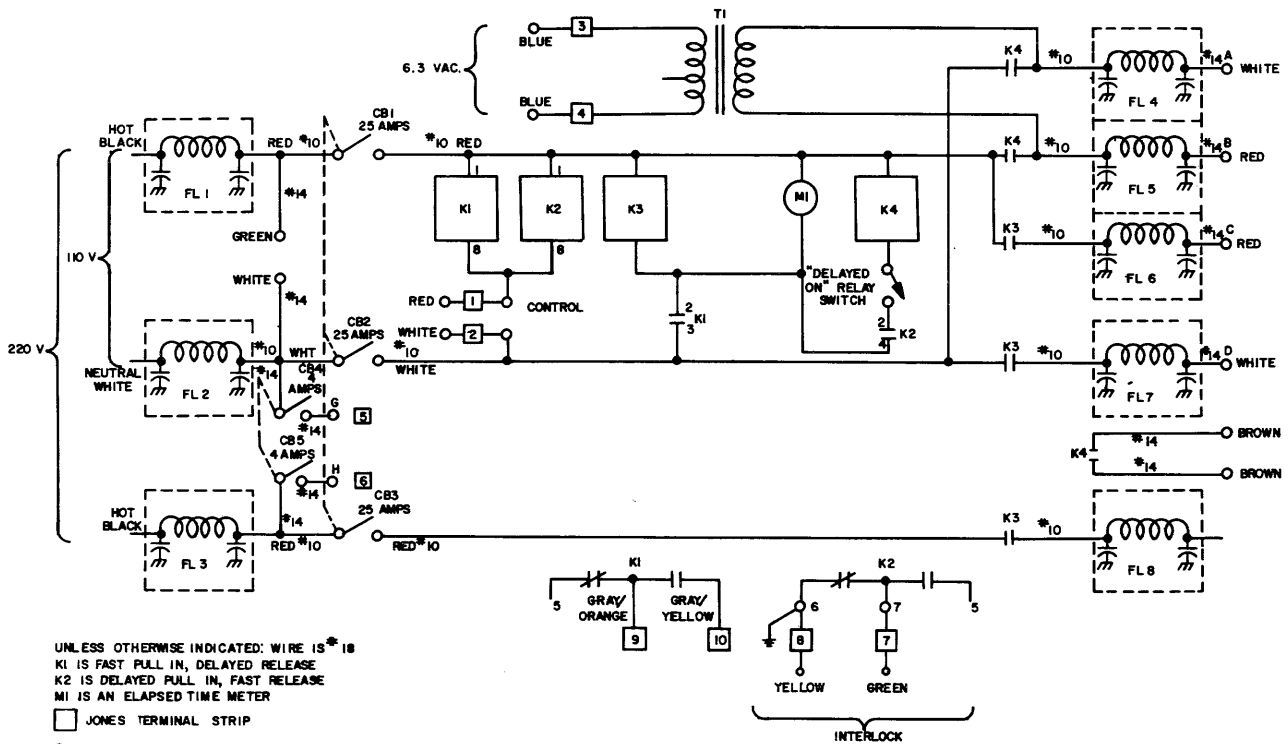 T1
3
BLUE
6.3 VAC.
BLUE
4
K4
*10
*14 A
WHITE
FL 4
HOT
BLACK
FL 1
RED *10
CB1
25 AMPS
*10 RED
K4
*10
*14 B
RED
FL 5
*14
GREEN
1
K1
8
1
K2
8
K3
M1
K4
K3
*10
*14 C
RED
FL 6
110 V
220 V
WHITE
*14
RED
1
CONTROL
WHITE
2
2
3
K1
"DELAYED
ON" RELAY
SWITCH
2
4
K2
NEUTRAL
WHITE
FL 2
*10
WHT
CB2
25 AMPS
*10
WHITE
K3
*10
*14 D
WHITE
FL7
*14
CB4
4
AMPS
G
5
*14
CB5
4 AMPS
H
6
*14
*14
K4
*14
BROWN
*14
BROWN
HOT
BLACK
FL 3
RED *10
CB3
25 AMPS
RED *10
K3
*10
FL 8
5
K1
GRAY/
ORANGE
GRAY/
YELLOW
9
10
K2
6
7
5
8
7
YELLOW
GREEN
INTERLOCK
UNLESS OTHERWISE INDICATED: WIRE IS * 18
K1 IS FAST PULL IN, DELAYED RELEASE
K2 IS DELAYED PULL IN, FAST RELEASE
M1 IS AN ELAPSED TIME METER
JONES TERMINAL STRIP